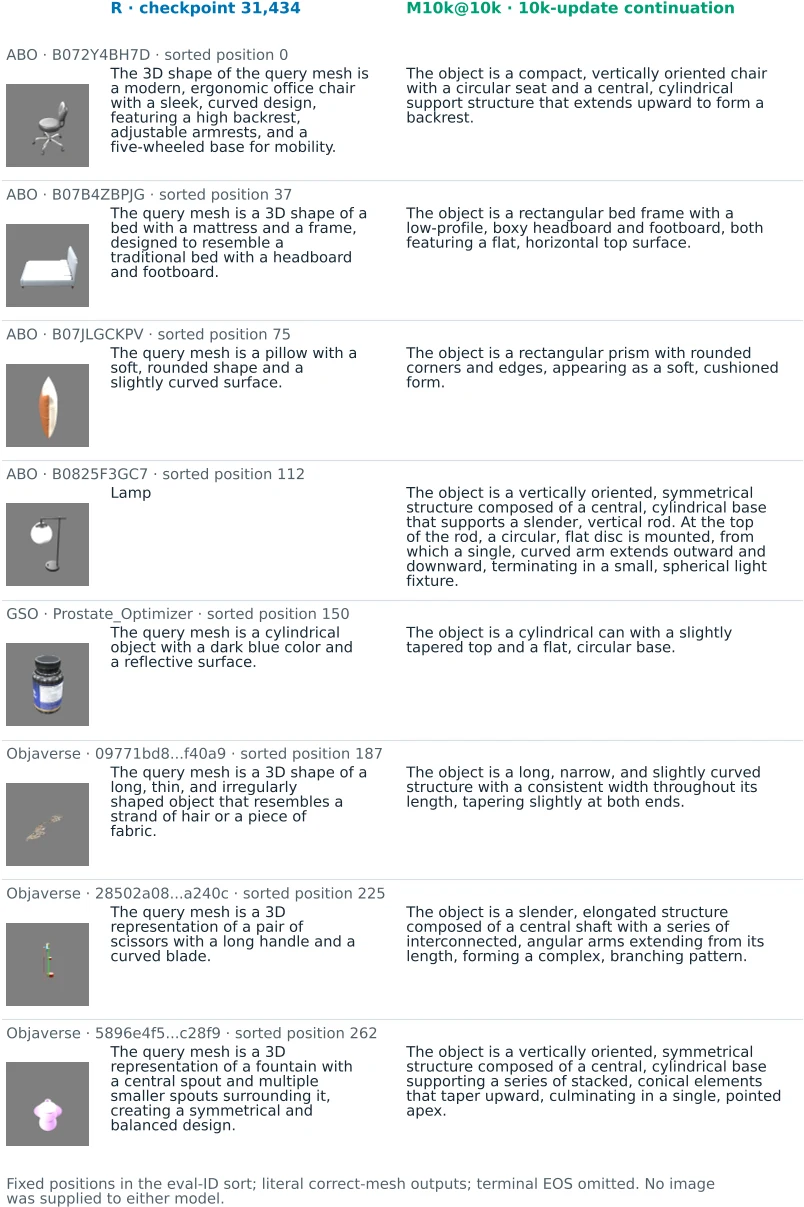 R · checkpoint 31,434
M10k@10k · 10k-update continuation
ABO · B072Y4BH7D · sorted position 0
The 3D shape of the query mesh is
a modern, ergonomic office chair
with a sleek, curved design,
featuring a high backrest,
adjustable armrests, and a
five-wheeled base for mobility.
The object is a compact, vertically oriented chair
with a circular seat and a central, cylindrical
support structure that extends upward to form a
backrest.
ABO · B07B4ZBPJG · sorted position 37
The query mesh is a 3D shape of a
bed with a mattress and a frame,
designed to resemble a
traditional bed with a headboard
and footboard.
The object is a rectangular bed frame with a
low-profile, boxy headboard and footboard, both
featuring a flat, horizontal top surface.
ABO · B07JLGCKPV · sorted position 75
The query mesh is a pillow with a
soft, rounded shape and a
slightly curved surface.
The object is a rectangular prism with rounded
corners and edges, appearing as a soft, cushioned
form.
ABO · B0825F3GC7 · sorted position 112
Lamp
The object is a vertically oriented, symmetrical
structure composed of a central, cylindrical base
that supports a slender, vertical rod. At the top
of the rod, a circular, flat disc is mounted, from
which a single, curved arm extends outward and
downward, terminating in a small, spherical light
fixture.
GSO · Prostate_Optimizer · sorted position 150
The query mesh is a cylindrical
object with a dark blue color and
a reflective surface.
The object is a cylindrical can with a slightly
tapered top and a flat, circular base.
Objaverse · 09771bd8...f40a9 · sorted position 187
The query mesh is a 3D shape of a
long, thin, and irregularly
shaped object that resembles a
strand of hair or a piece of
fabric.
The object is a long, narrow, and slightly curved
structure with a consistent width throughout its
length, tapering slightly at both ends.
Objaverse · 28502a08...a240c · sorted position 225
The query mesh is a 3D
representation of a pair of
scissors with a long handle and a
curved blade.
The object is a slender, elongated structure
composed of a central shaft with a series of
interconnected, angular arms extending from its
length, forming a complex, branching pattern.
Objaverse · 5896e4f5...c28f9 · sorted position 262
The query mesh is a 3D
representation of a fountain with
a central spout and multiple
smaller spouts surrounding it,
creating a symmetrical and
balanced design.
The object is a vertically oriented, symmetrical
structure composed of a central, cylindrical base
supporting a series of stacked, conical elements
that taper upward, culminating in a single, pointed
apex.
Fixed positions in the eval-ID sort; literal correct-mesh outputs; terminal EOS omitted. No image
was supplied to either model.